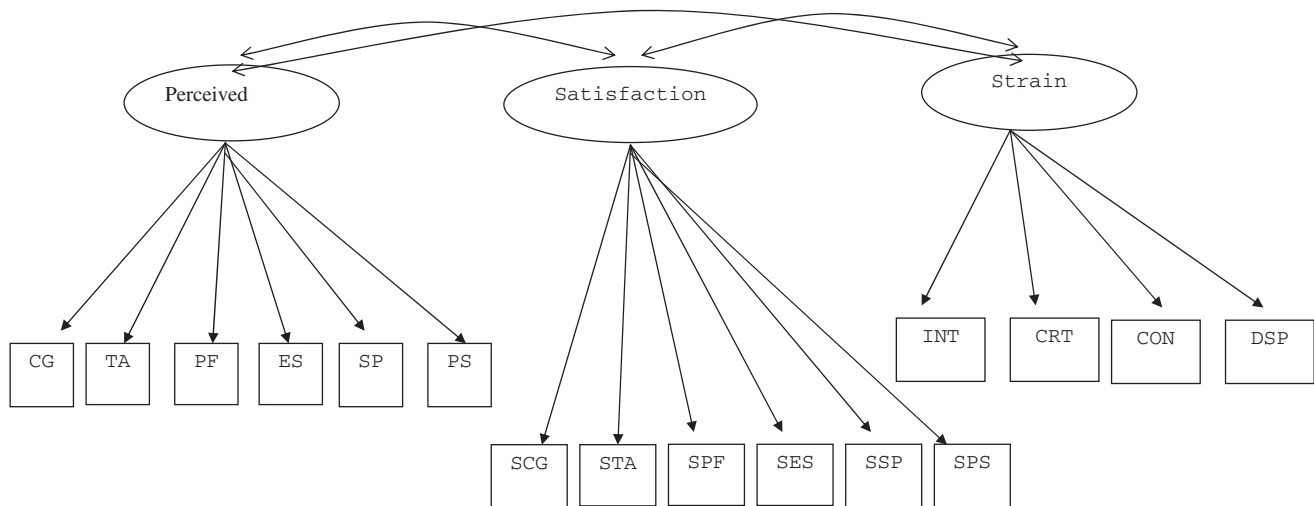 Perceived
Satisfaction
Strain
CG
TA
PF
ES
SP
PS
INT
CRT
CON
DSP
SCG
STA
SPF
SES
SSP
SPS